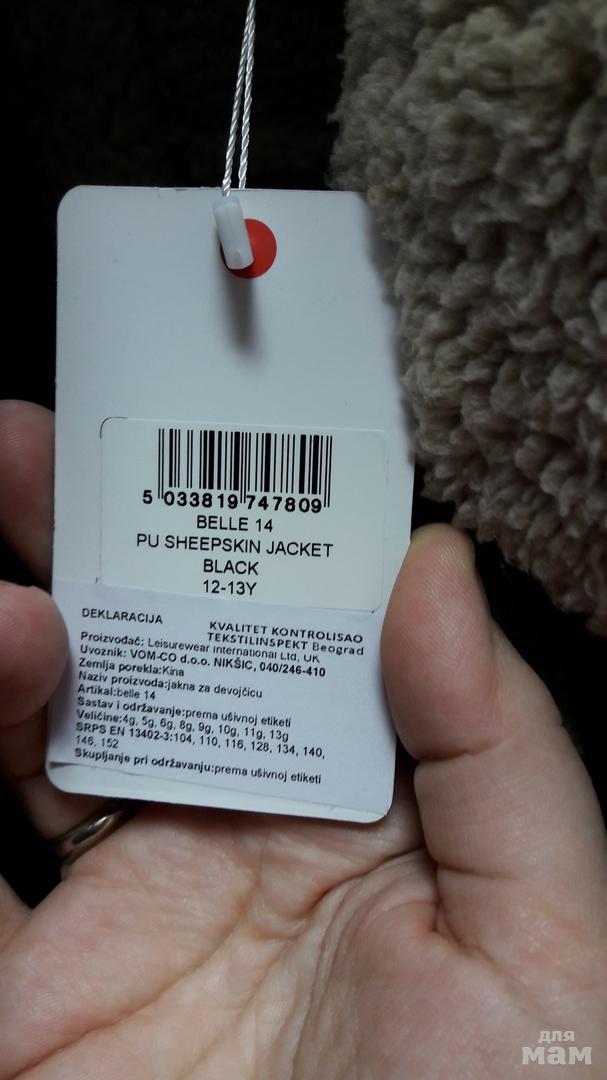 5 033819 747809
BELLE 14
PU SHEEPSKIN JACKET
BLACK
12-13Y
DEKLARACIJA
KVALITET KONTROLISAO
TEKSTILINSPEKT Beograd
Proizvođač: Leisurewear International Ltd, UK
Uvoznik: VOM-CO d.o.o. NIKŠIC, 040/246-410
Zemlja porekla:Kina
Naziv proizvoda:jakna za devojčicu
Artikal:belle 14
Sastav i održavanje:prema ušivnoj etiketi
Veličine:4g, 5g, 6g, 8g, 9g, 10g, 11g, 13g
SRPS EN 13402-3:104, 110, 116, 128, 134, 140,
146, 152
Skupljanje pri održavanju:prema ušivnoj etiketi
для
мам